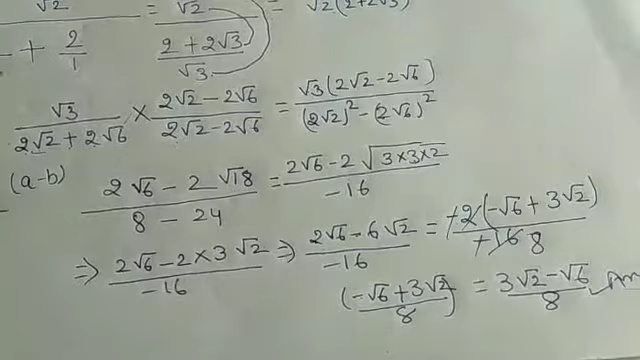 √2 = √2 = √2(2+2√3)
+ 2/1 (2+2√3)/√3
√3/(2√2+2√6) × (2√2-2√6)/(2√2-2√6) = √3(2√2-2√6)/((2√2)²-(2√6)²)
(a-b) (2√6-2√18)/(8-24) = (2√6-2√(3×3×2))/-16
⇒ (2√6-2×3√2)/-16 ⇒ (2√6-6√2)/-16 = +2(-√6+3√2)/+16 8
(-√6+3√2)/8 = (3√2-√6)/8